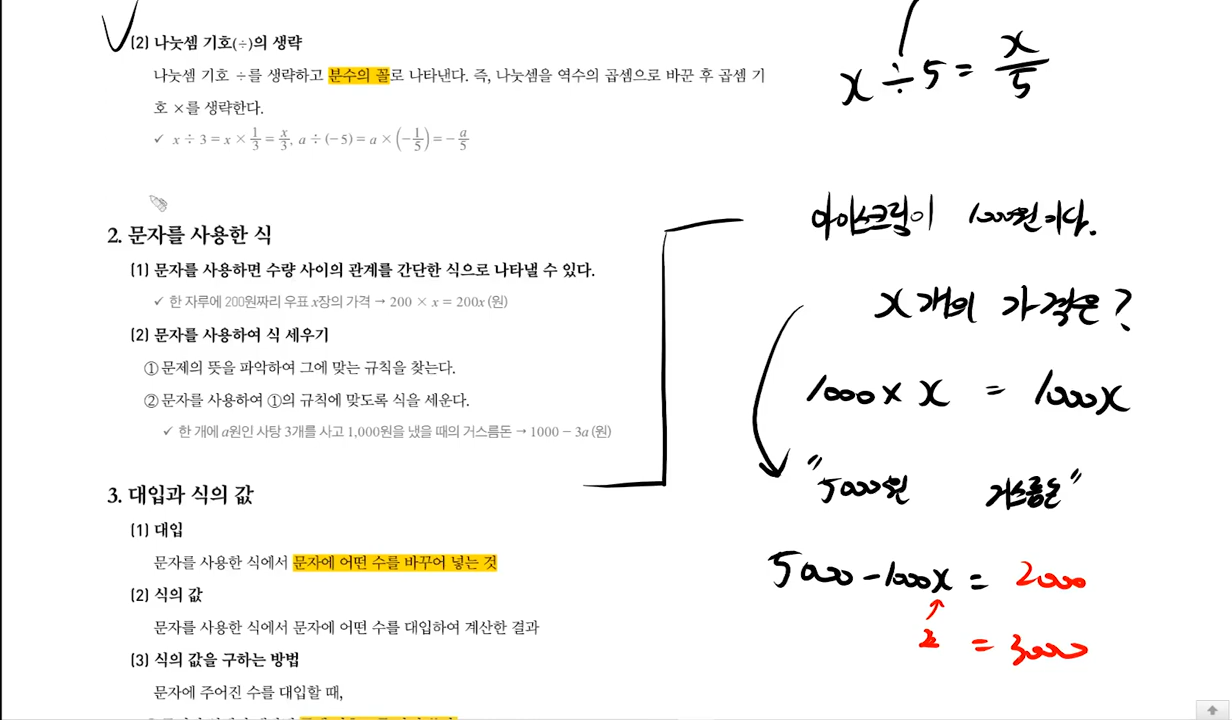 (2) 나눗셈 기호(÷)의 생략
나눗셈 기호 ÷를 생략하고 분수의 꼴로 나타낸다. 즉, 나눗셈을 역수의 곱셈으로 바꾼 후 곱셈 기
호 ×를 생략한다.
✓ x ÷ 3 = x × 1/3 = x/3, a ÷ (−5) = a × (−1/5) = −a/5
2. 문자를 사용한 식
(1) 문자를 사용하면 수량 사이의 관계를 간단한 식으로 나타낼 수 있다.
✓ 한 자루에 200원짜리 우표 x장의 가격 → 200 × x = 200x (원)
(2) 문자를 사용하여 식 세우기
① 문제의 뜻을 파악하여 그에 맞는 규칙을 찾는다.
② 문자를 사용하여 ①의 규칙에 맞도록 식을 세운다.
✓ 한 개에 a원인 사탕 3개를 사고 1,000원을 냈을 때의 거스름돈 → 1000 − 3a (원)
3. 대입과 식의 값
(1) 대입
문자를 사용한 식에서 문자에 어떤 수를 바꾸어 넣는 것
(2) 식의 값
문자를 사용한 식에서 문자에 어떤 수를 대입하여 계산한 결과
(3) 식의 값을 구하는 방법
문자에 주어진 수를 대입할 때,
x ÷ 5 = x/5
아이스크림이 1000원이다.
x개의 가격은?
1000 × x = 1000x
"5000원 거스름돈"
5000 − 1000x = 2000
= 3000